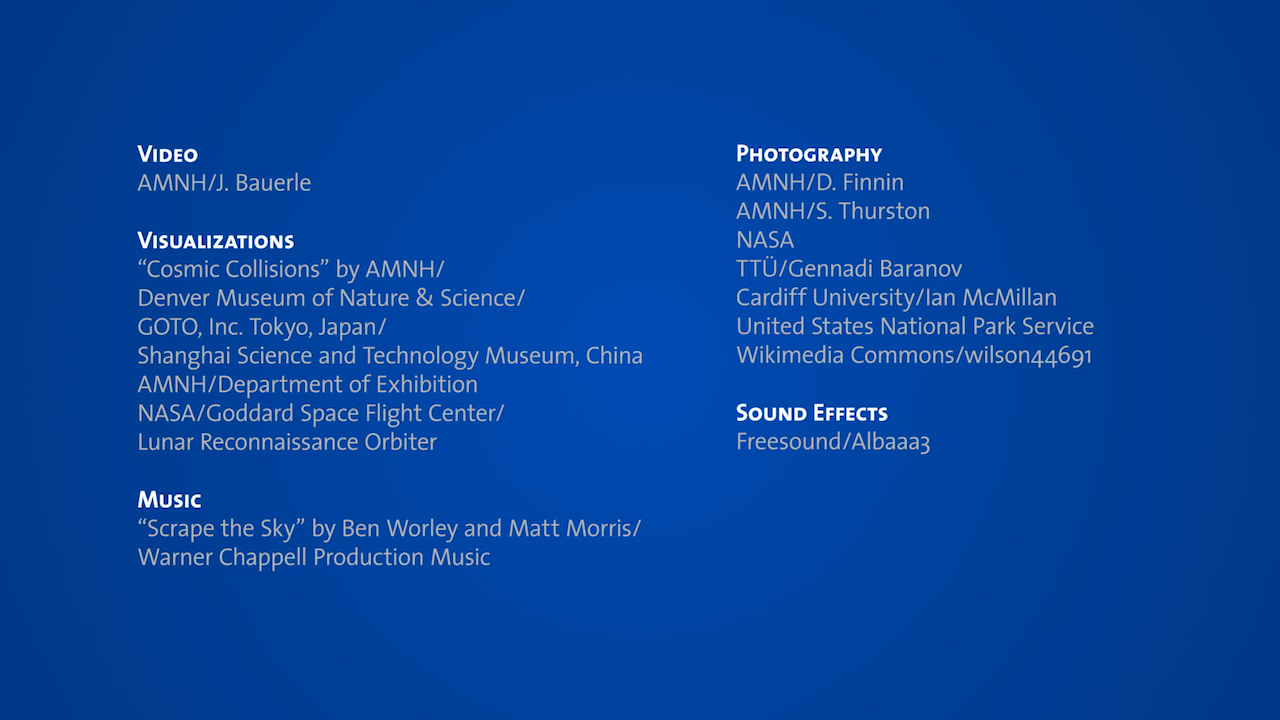 VIDEO
AMNH/J. Bauerle
VISUALIZATIONS
“Cosmic Collisions” by AMNH/
Denver Museum of Nature & Science/
GOTO, Inc. Tokyo, Japan/
Shanghai Science and Technology Museum, China
AMNH/Department of Exhibition
NASA/Goddard Space Flight Center/
Lunar Reconnaissance Orbiter
MUSIC
“Scrape the Sky” by Ben Worley and Matt Morris/
Warner Chappell Production Music
PHOTOGRAPHY
AMNH/D. Finnin
AMNH/S. Thurston
NASA
TTÜ/Gennadi Baranov
Cardiff University/Ian McMillan
United States National Park Service
Wikimedia Commons/wilson44691
SOUND EFFECTS
Freesound/Albaaa3